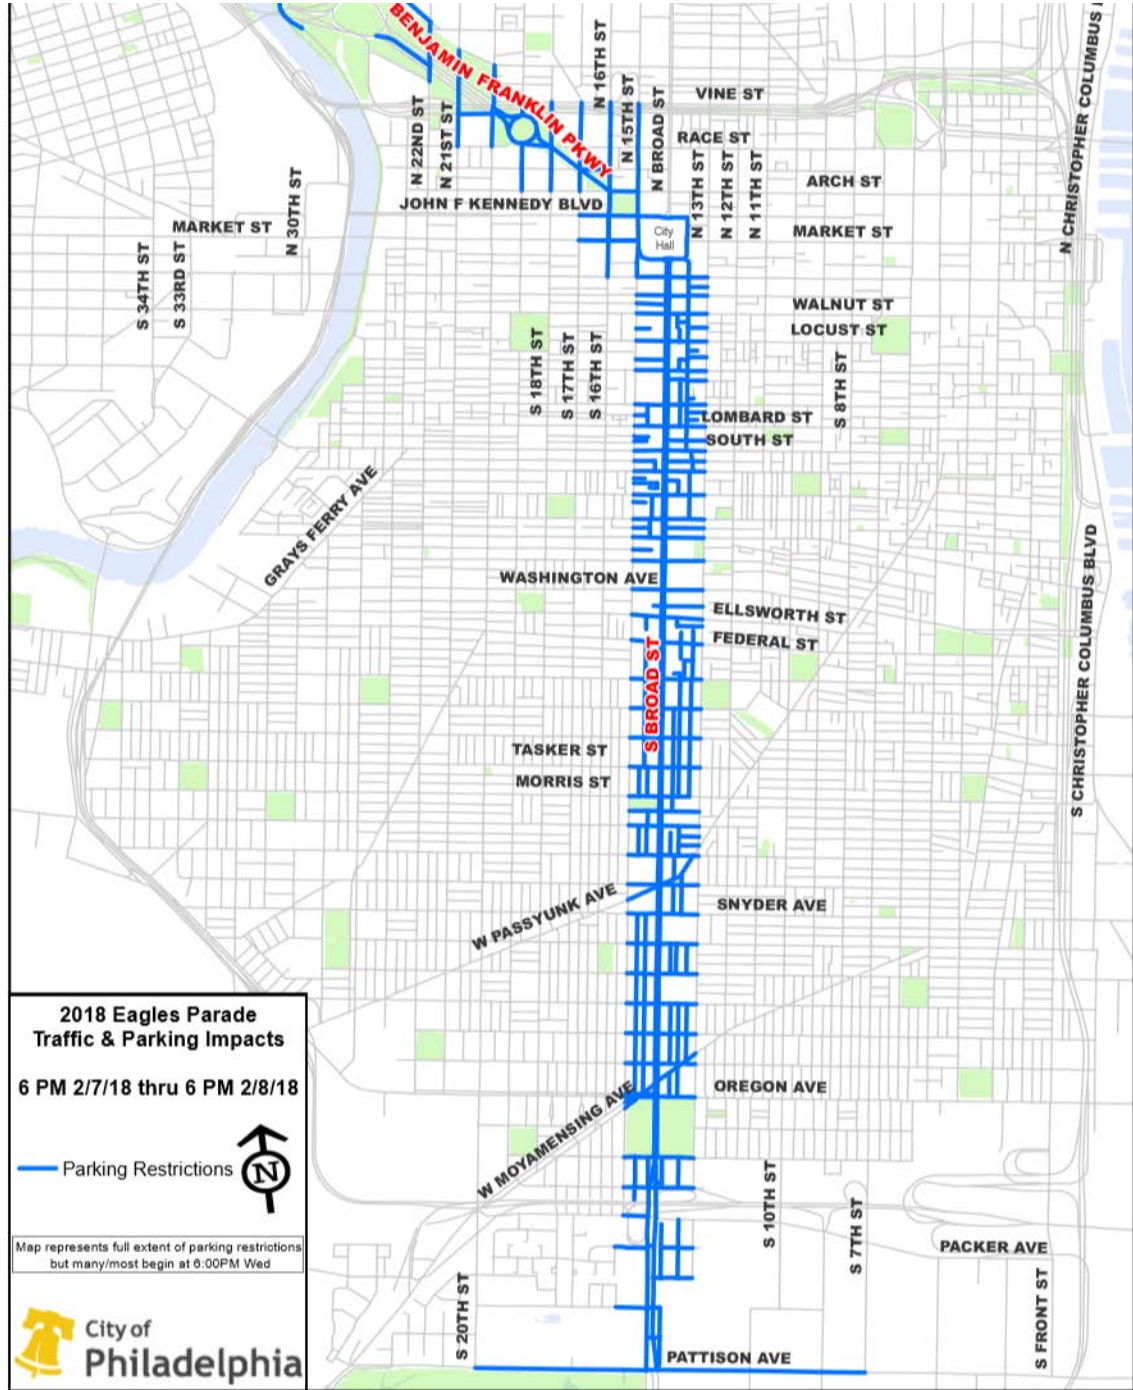 BENJAMIN FRANKLIN PKWY
N 16TH ST
N 15TH ST
N BROAD ST
VINE ST
RACE ST
N 22ND ST
N 21ST ST
N 13TH ST
N 12TH ST
N 11TH ST
ARCH ST
N CHRISTOPHER COLUMBUS
N 30TH ST
JOHN F KENNEDY BLVD
MARKET ST
City
Hall
MARKET ST
S 34TH ST
S 33RD ST
WALNUT ST
LOCUST ST
S 18TH ST
S 17TH ST
S 16TH ST
S 8TH ST
LOMBARD ST
SOUTH ST
GRAYS FERRY AVE
WASHINGTON AVE
ELLSWORTH ST
FEDERAL ST
S CHRISTOPHER COLUMBUS BLVD
S BROAD ST
TASKER ST
MORRIS ST
W PASSYUNK AVE
SNYDER AVE
OREGON AVE
W MOYAMENSING AVE
S 10TH ST
S 7TH ST
PACKER AVE
S 20TH ST
S FRONT ST
PATTISON AVE
2018 Eagles Parade
Traffic & Parking Impacts
6 PM 2/7/18 thru 6 PM 2/8/18
Parking Restrictions
N
Map represents full extent of parking restrictions
but many/most begin at 6:00PM Wed
City of
Philadelphia